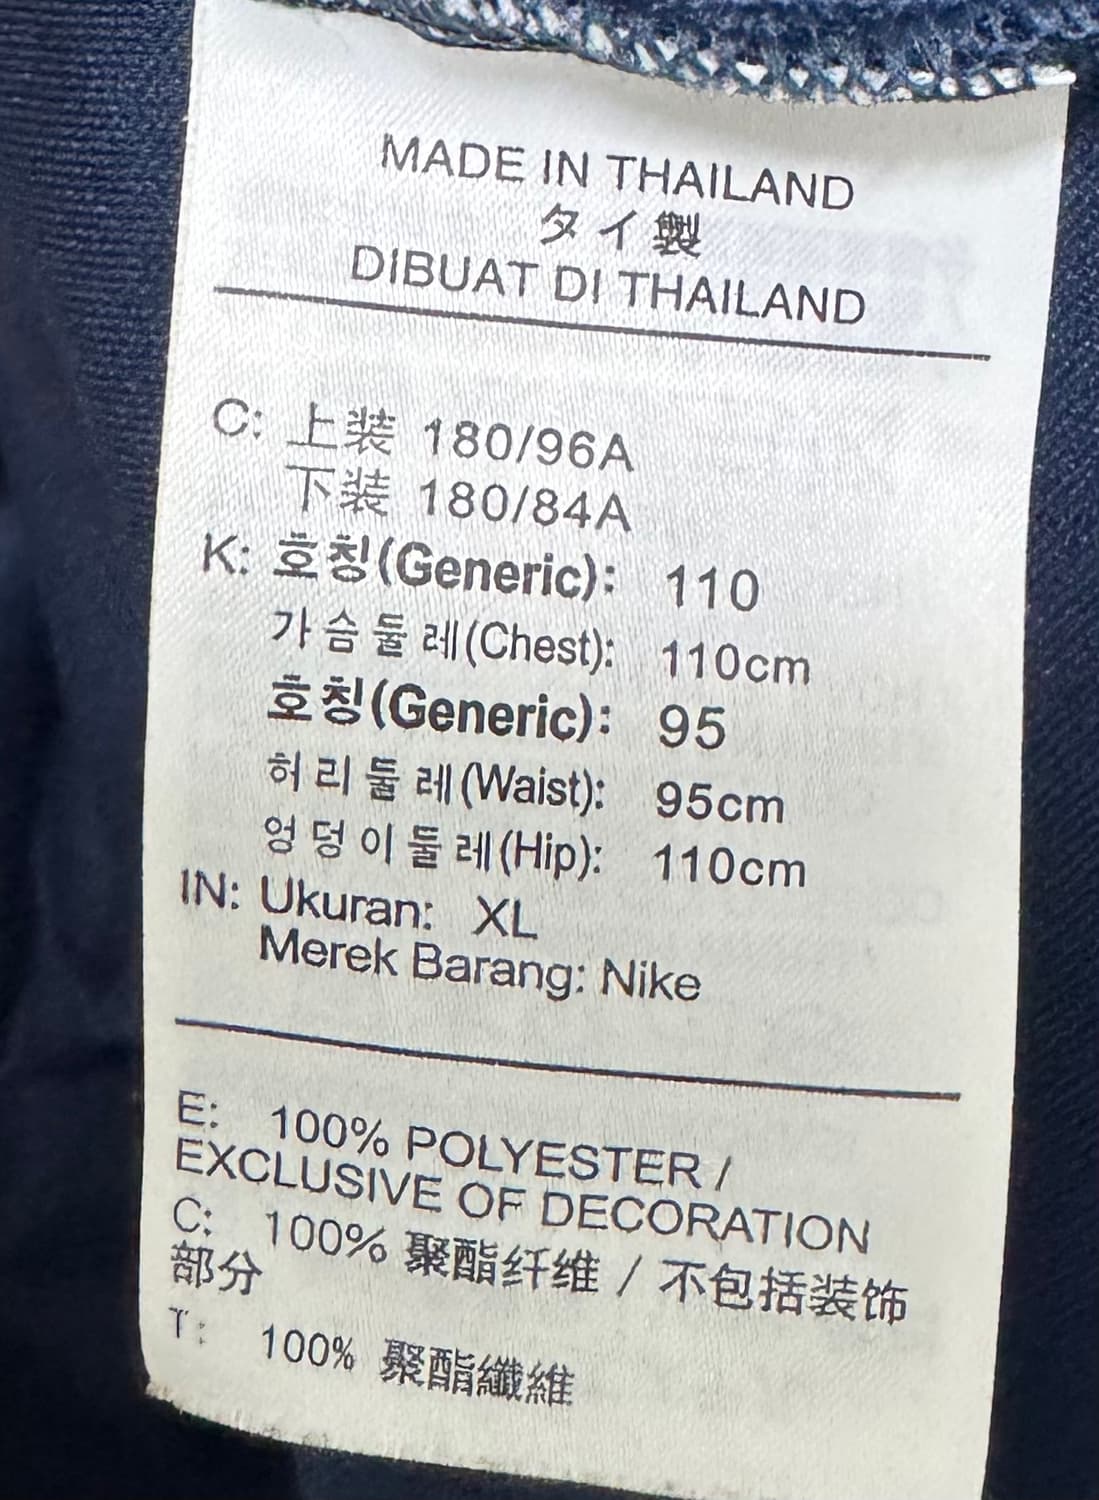 MADE IN THAILAND
タイ製
DIBUAT DI THAILAND
C: 上装 180/96A
下装 180/84A
K: 호칭(Generic): 110
가슴둘레(Chest): 110cm
호칭(Generic): 95
허리둘레(Waist): 95cm
엉덩이둘레(Hip): 110cm
IN: Ukuran: XL
Merek Barang: Nike
E: 100% POLYESTER /
EXCLUSIVE OF DECORATION
C: 100% 聚酯纤维 / 不包括装饰
部分
T: 100% 聚酯纖維